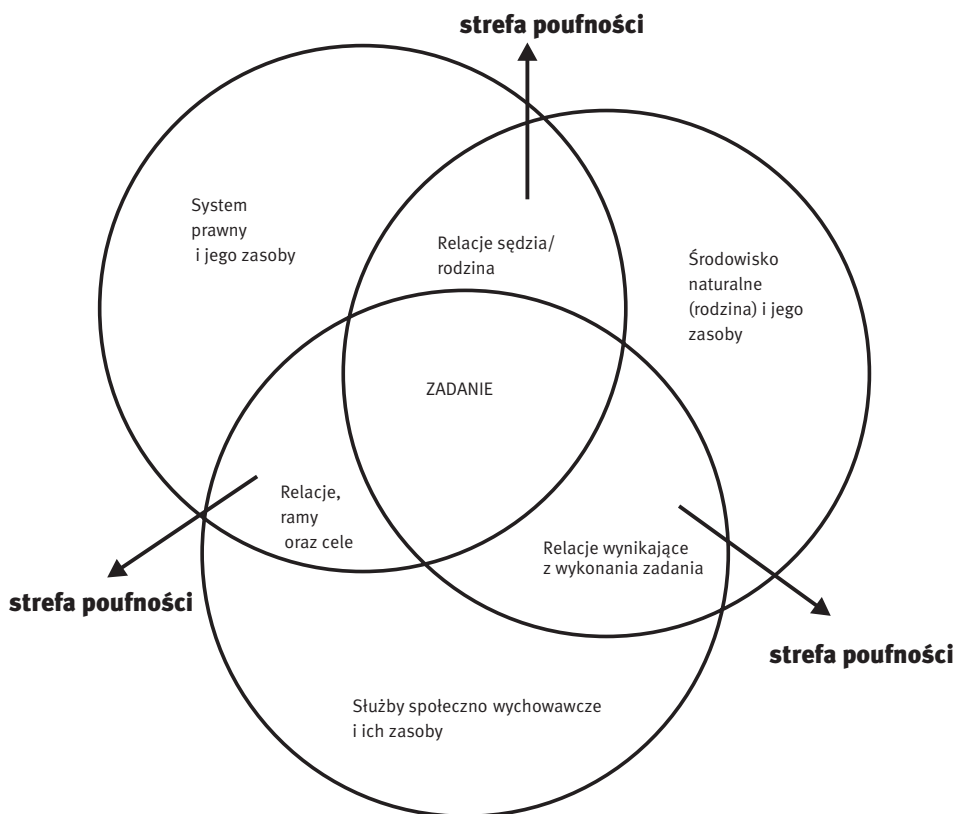 strefa poufności
System
prawny
i jego zasoby
Relacje sędzia/
rodzina
Środowisko
naturalne
(rodzina) i jego
zasoby
ZADANIE
Relacje,
ramy
oraz cele
Relacje wynikające
z wykonania zadania
strefa poufności
strefa poufności
Służby społeczno wychowawcze
i ich zasoby